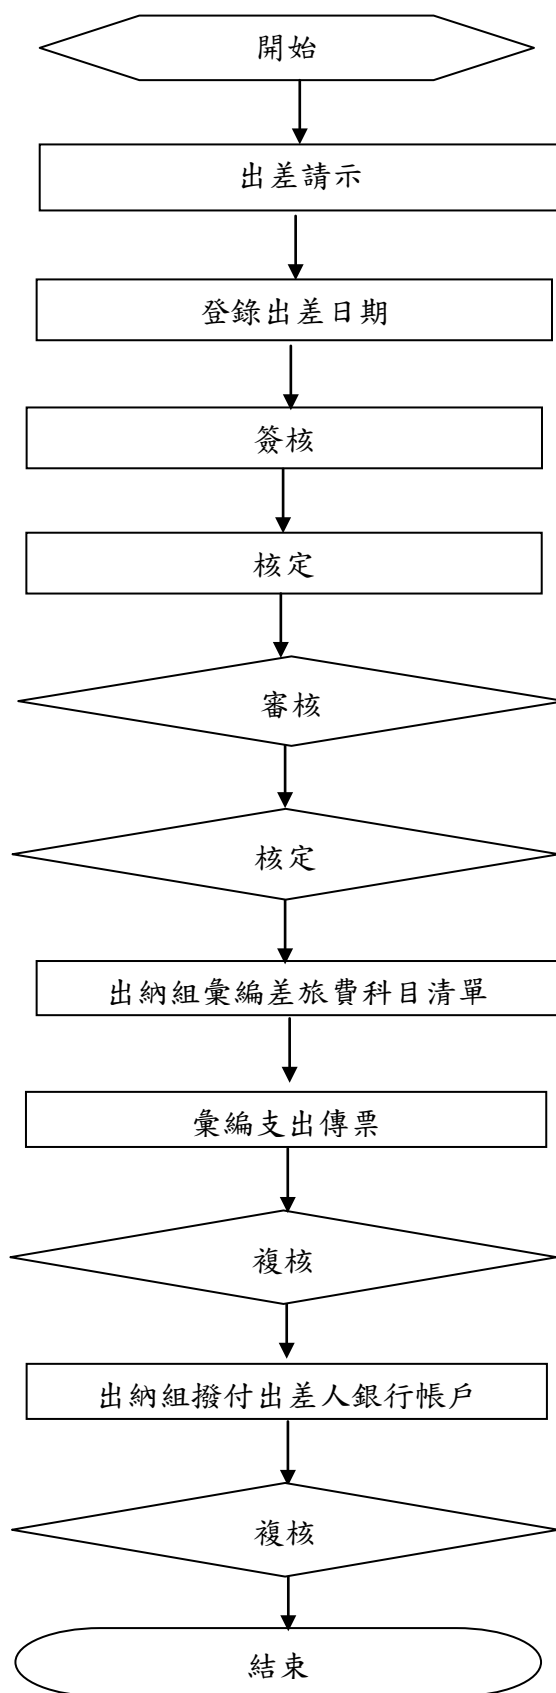 開始
出差請示
登錄出差日期
簽核
核定
審核
核定
出納組彙編差旅費科目清單
彙編支出傳票
複核
出納組撥付出差人銀行帳戶
複核
結束